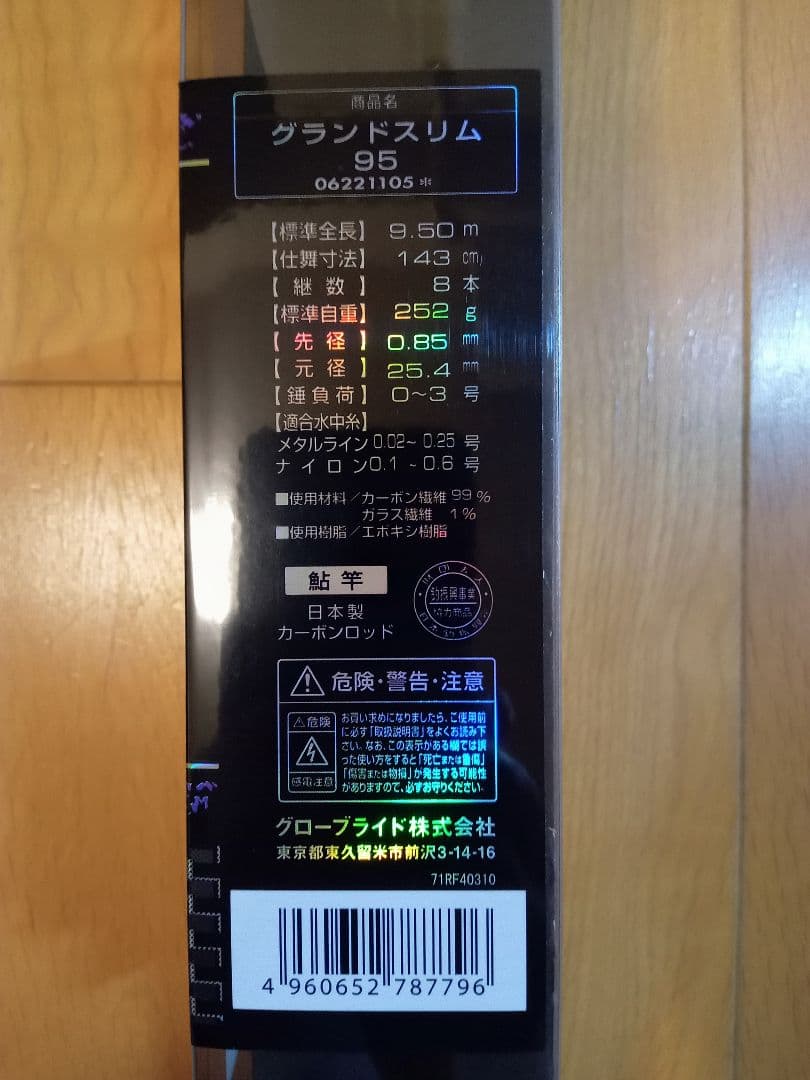 商品名
グランドスリム
95
06221105※
【標準全長】 9.50 m
【仕舞寸法】 143 cm
【継数】 8 本
【標準自重】 252 g
【先径】 0.85 mm
【元径】 25.4 mm
【錘負荷】 0~3 号
【適合水中糸】
メタルライン 0.02~0.25 号
ナイロン 0.1~0.6 号
■使用材料/カーボン繊維 99%
ガラス繊維 1%
■使用樹脂/エポキシ樹脂
鮎竿
日本製
カーボンロッド
振興事業
協力商品
危険・警告・注意
⚠危険
感電注意
お買い求めになりましたら、ご使用前
に必ず「取扱説明書」をよくお読み下
さい。なお、この表示がある欄では誤
った使い方をすると「死亡または重傷」
「傷害または物損」が発生する可能性
がありますので、必ずお守りください。
グローブライド株式会社
東京都東久留米市前沢3-14-16
71RF40310
4 960652 787796